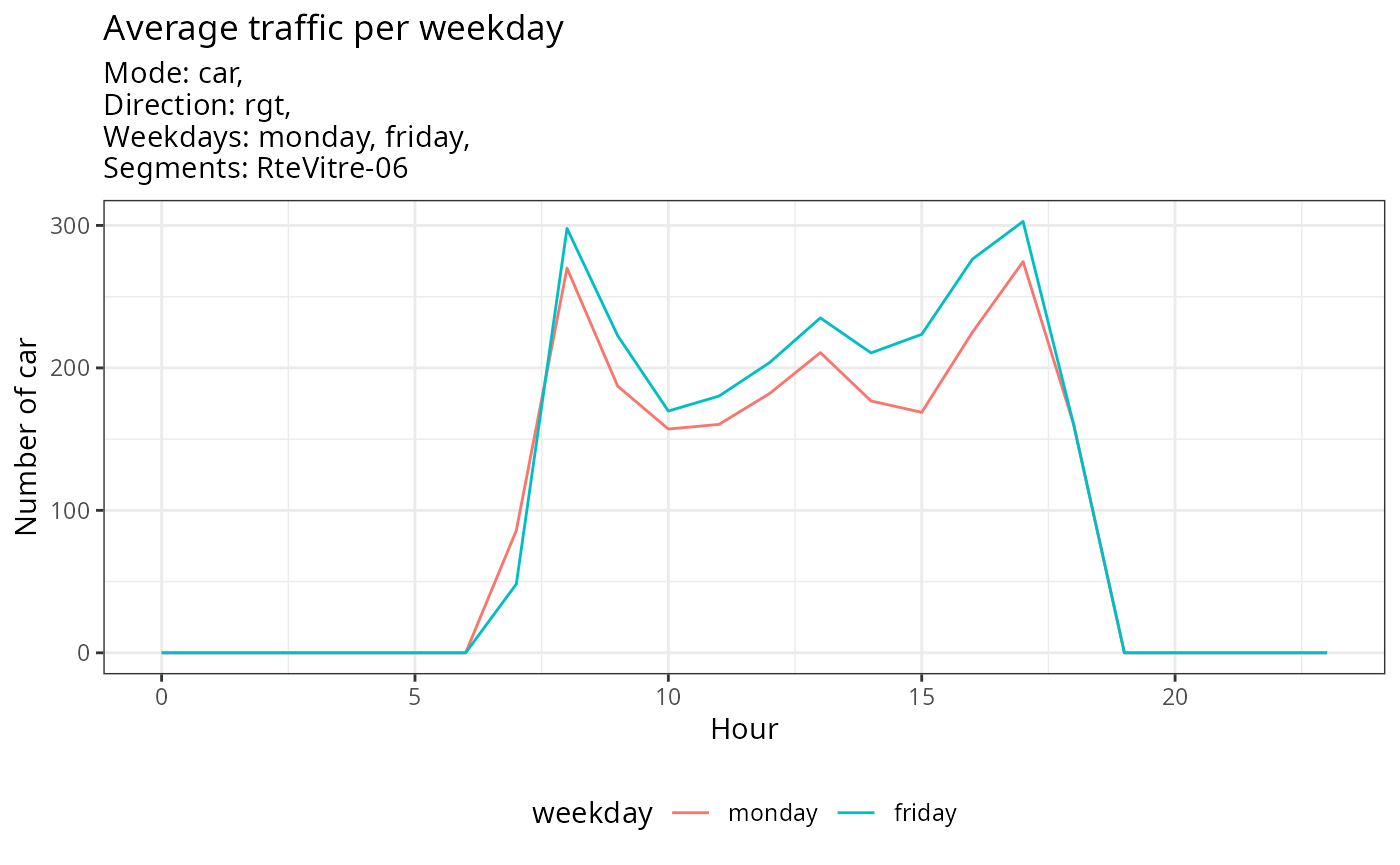 Average traffic per weekday
Mode: car,
Direction: rgt,
Weekdays: monday, friday,
Segments: RteVitre-06
300
200
100
0
Number of car
0 5 10 15 20
Hour
weekday monday friday